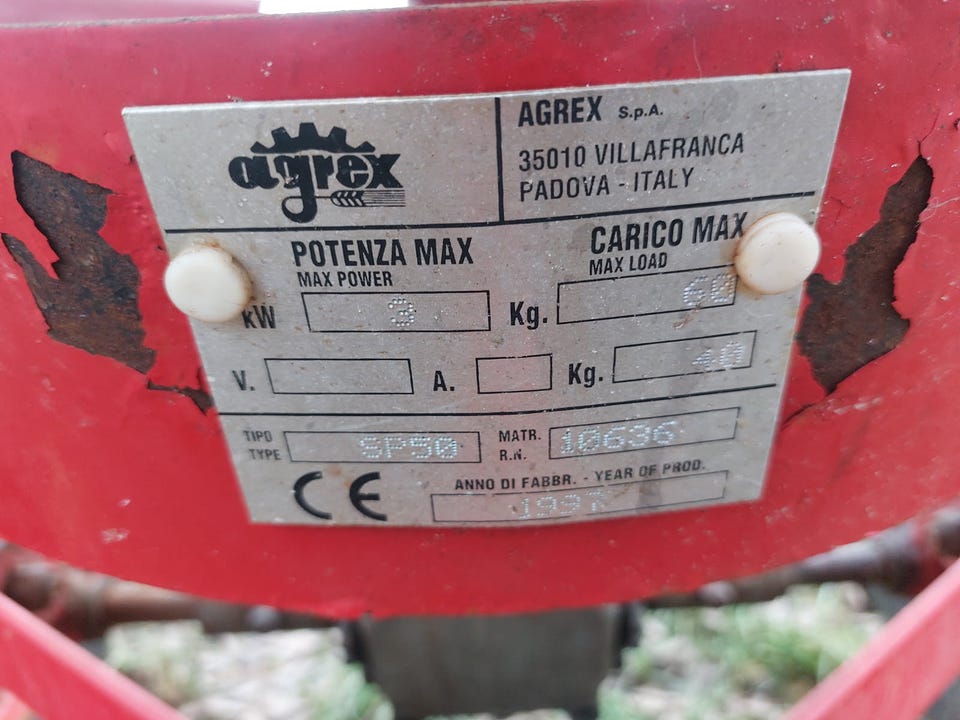 agrex
AGREX S.p.A.
35010 VILLAFRANCA
PADOVA - ITALY
POTENZA MAX
MAX POWER
kW 3
CARICO MAX
MAX LOAD
Kg. 60
V. A. Kg. 40
TIPO
TYPE
SP50
MATR.
R.N.
10636
ANNO DI FABBR. - YEAR OF PROD.
1997
CE